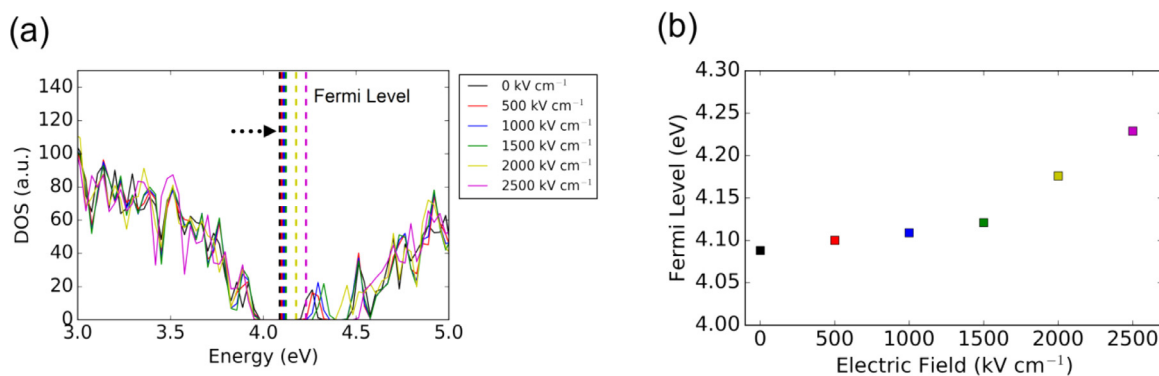 (a)
140
120
100
80
60
40
20
0
DOS (a.u.)
3.0 3.5 4.0 4.5 5.0
Energy (eV)
Fermi Level
0 kV cm⁻¹
500 kV cm⁻¹
1000 kV cm⁻¹
1500 kV cm⁻¹
2000 kV cm⁻¹
2500 kV cm⁻¹
(b)
4.30
4.25
4.20
4.15
4.10
4.05
4.00
Fermi Level (eV)
0 500 1000 1500 2000 2500
Electric Field (kV cm⁻¹)